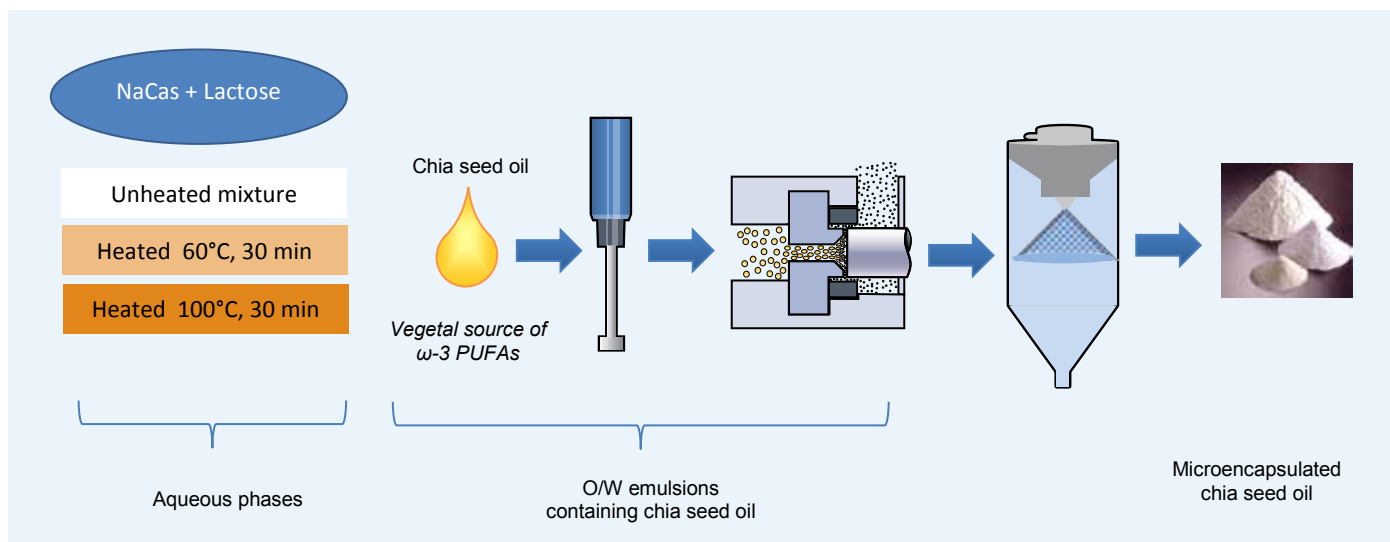 NaCas + Lactose
Unheated mixture
Heated  60°C, 30 min
Heated  100°C, 30 min
Aqueous phases
Chia seed oil
Vegetal source of
ω-3 PUFAs
O/W emulsions
containing chia seed oil
Microencapsulated
chia seed oil